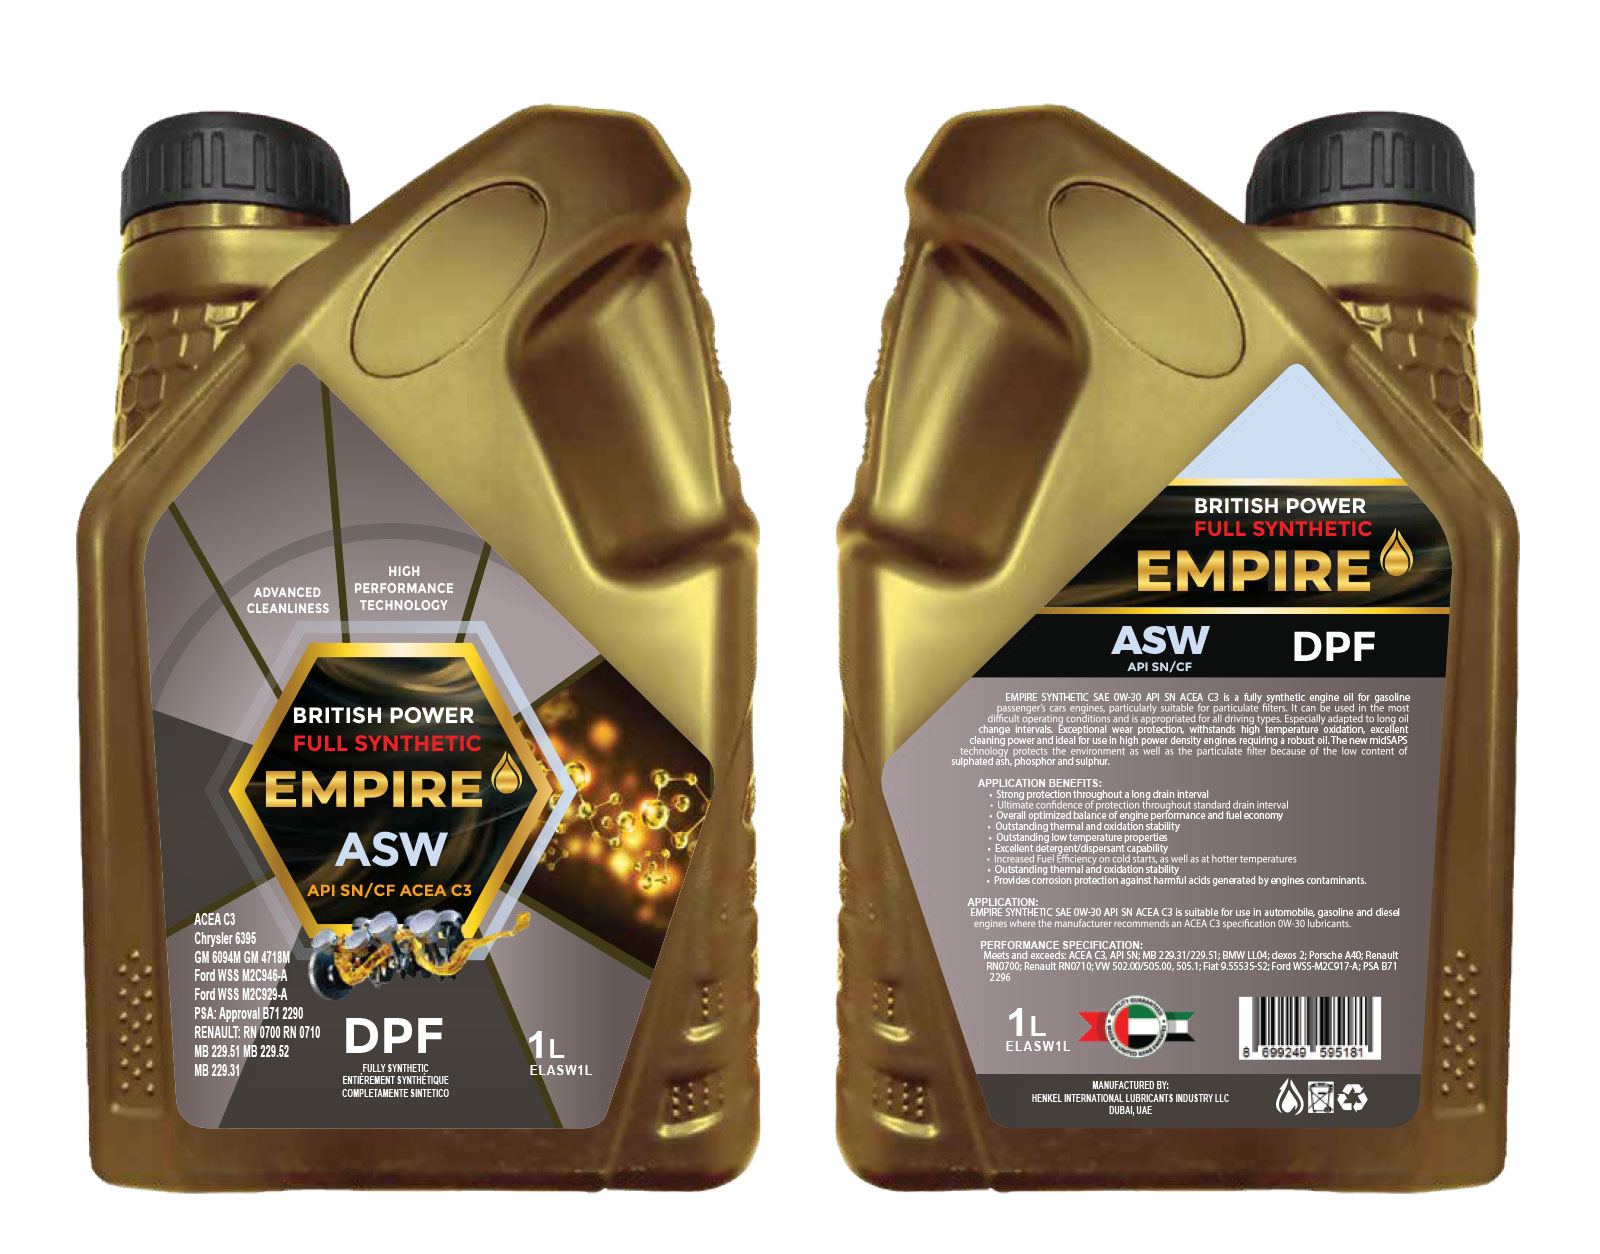 ADVANCED
CLEANLINESS
HIGH
PERFORMANCE
TECHNOLOGY
BRITISH POWER
FULL SYNTHETIC
EMPIRE
ASW
API SN/CF ACEA C3
ACEA C3
Chrysler 6395
GM 6094M GM 4718M
Ford WSS M2C946-A
Ford WSS M2C929-A
PSA: Approval B71 2290
RENAULT: RN 0700 RN 0710
MB 229.51 MB 229.52
MB 229.31
DPF
FULLY SYNTHETIC
ENTIÈREMENT SYNTHÉTIQUE
COMPLETAMENTE SINTETICO
1L
ELASW1L
BRITISH POWER
FULL SYNTHETIC
EMPIRE
ASW
API SN/CF
DPF
EMPIRE SYNTHETIC SAE 0W-30 API SN ACEA C3 is a fully synthetic engine oil for gasoline
passenger's cars engines, particularly suitable for particulate filters. It can be used in the most
difficult operating conditions and is appropriated for all driving types. Especially adapted to long oil
change intervals. Exceptional wear protection, withstands high temperature oxidation, excellent
cleaning power and ideal for use in high power density engines requiring a robust oil. The new midSAPS
technology protects the environment as well as the particulate filter because of the low content of
sulphated ash, phosphor and sulphur.
APPLICATION BENEFITS:
• Strong protection throughout a long drain interval
• Ultimate confidence of protection throughout standard drain interval
• Overall optimized balance of engine performance and fuel economy
• Outstanding thermal and oxidation stability
• Outstanding low temperature properties
• Excellent detergent/dispersant capability
• Increased Fuel Efficiency on cold starts, as well as at hotter temperatures
• Outstanding thermal and oxidation stability
• Provides corrosion protection against harmful acids generated by engines contaminants.
APPLICATION:
EMPIRE SYNTHETIC SAE 0W-30 API SN ACEA C3 is suitable for use in automobile, gasoline and diesel
engines where the manufacturer recommends an ACEA C3 specification 0W-30 lubricants.
PERFORMANCE SPECIFICATION:
Meets and exceeds: ACEA C3, API SN; MB 229.31/229.51; BMW LL04; dexos 2; Porsche A40; Renault
RN0700; Renault RN0710; VW 502.00/505.00, 505.1; Fiat 9.55535-S2; Ford WSS-M2C917-A; PSA B71
2296
1L
ELASW1L
QUALITY GUARANTEED
8 699249 595181
MANUFACTURED BY:
HENKEL INTERNATIONAL LUBRICANTS INDUSTRY LLC
DUBAI, UAE